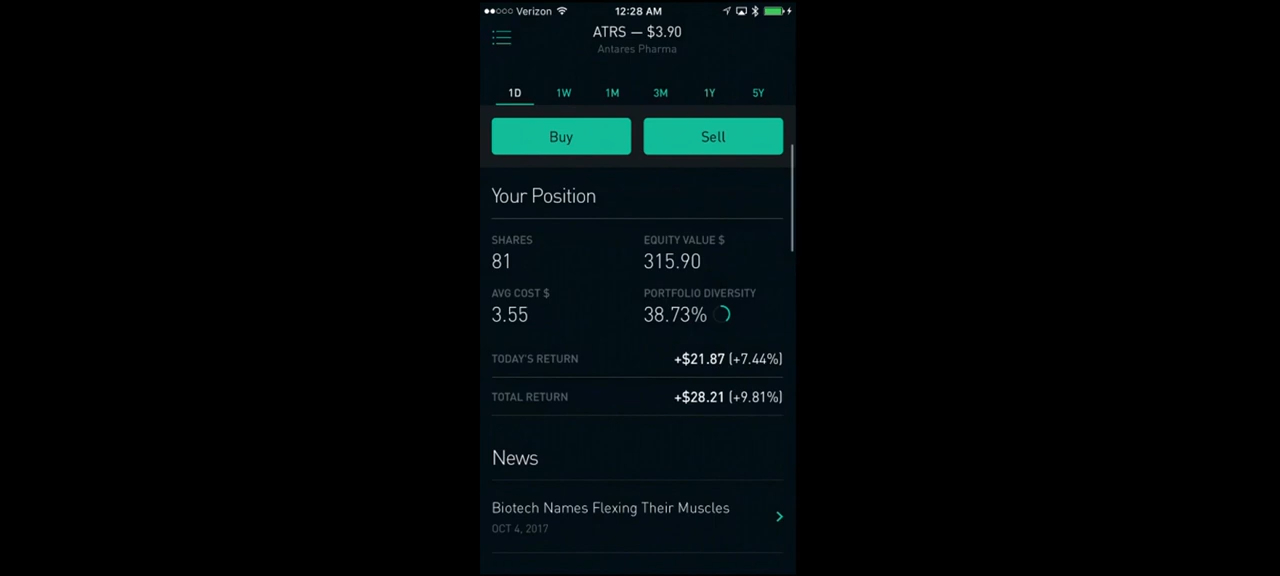 Verizon 12:28 AM
ATRS — $3.90
Antares Pharma
1D 1W 1M 3M 1Y 5Y
Buy Sell
Your Position
SHARES EQUITY VALUE $
81 315.90
AVG COST $ PORTFOLIO DIVERSITY
3.55 38.73%
TODAY'S RETURN +$21.87 (+7.44%)
TOTAL RETURN +$28.21 (+9.81%)
News
Biotech Names Flexing Their Muscles
OCT 4, 2017